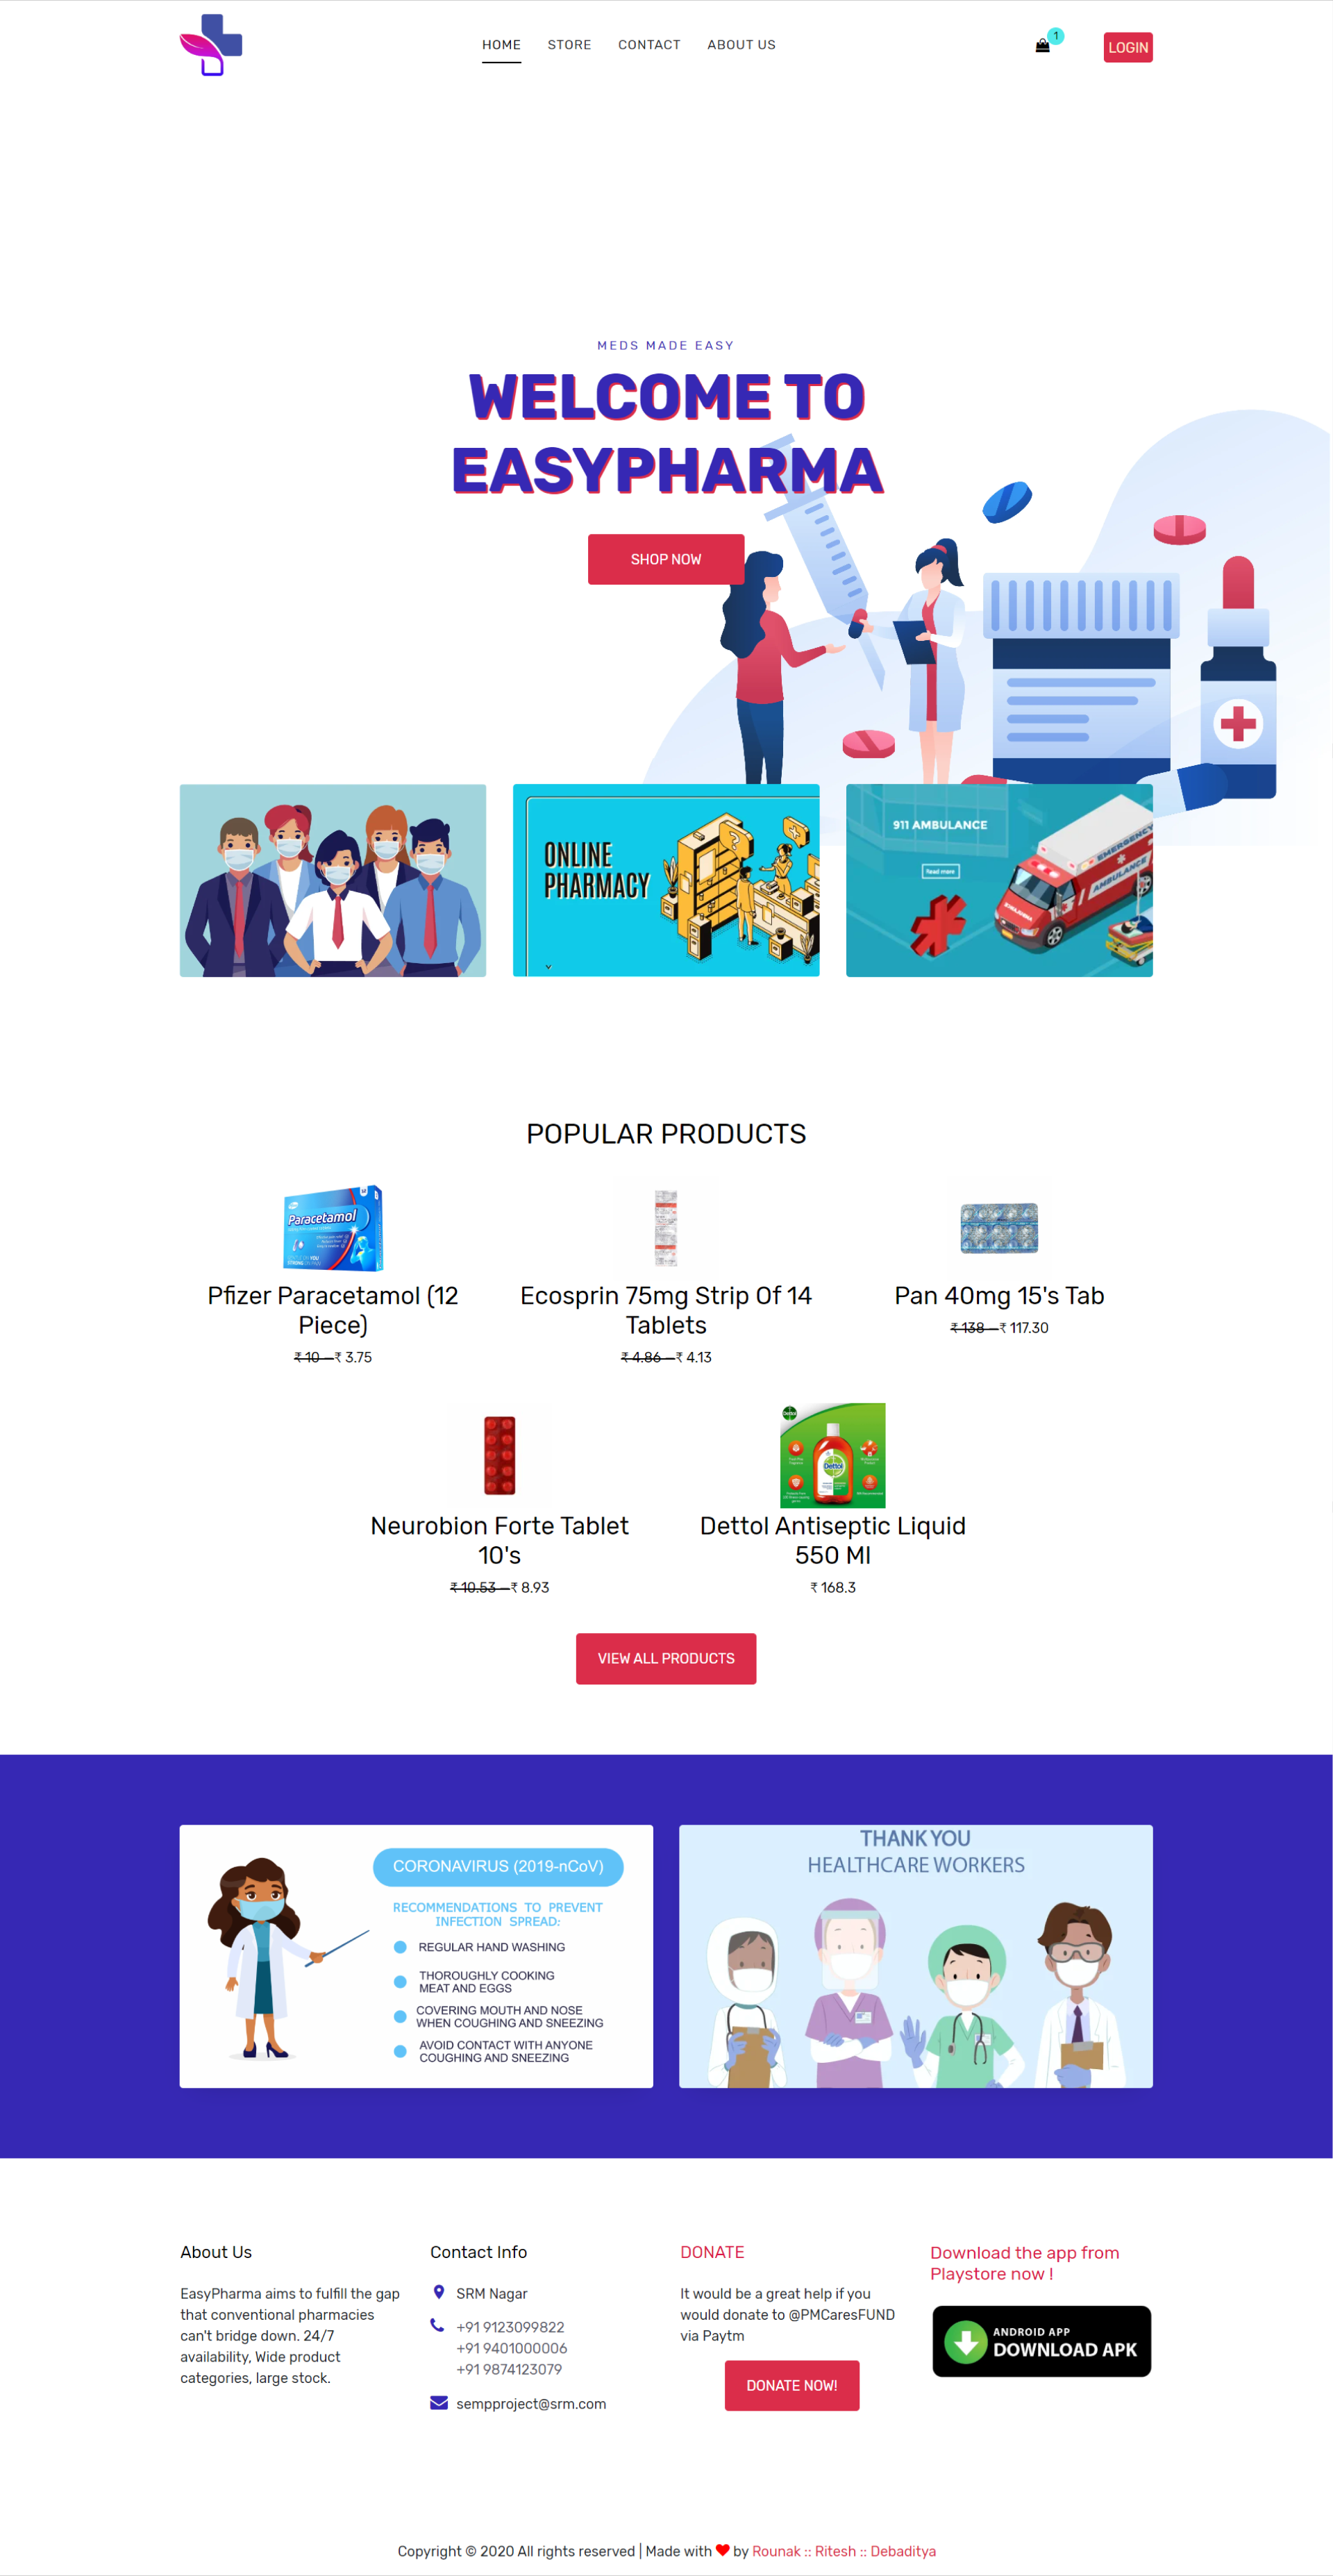 HOME STORE CONTACT ABOUT US
1
LOGIN
MEDS MADE EASY
WELCOME TO
EASYPHARMA
SHOP NOW
ONLINE
PHARMACY
911 AMBULANCE
Read more
EMERGENCY
AMBULANCE
POPULAR PRODUCTS
Paracetamol
Pfizer Paracetamol (12
Piece)
₹ 10 – ₹ 3.75
Ecosprin 75mg Strip Of 14
Tablets
₹ 4.86 – ₹ 4.13
Pan 40mg 15's Tab
₹ 138 – ₹ 117.30
Neurobion Forte Tablet
10's
₹ 10.53 – ₹ 8.93
Dettol
Dettol
Dettol Antiseptic Liquid
550 Ml
₹ 168.3
VIEW ALL PRODUCTS
CORONAVIRUS (2019-nCoV)
RECOMMENDATIONS TO PREVENT
INFECTION SPREAD:
REGULAR HAND WASHING
THOROUGHLY COOKING
MEAT AND EGGS
COVERING MOUTH AND NOSE
WHEN COUGHING AND SNEEZING
AVOID CONTACT WITH ANYONE
COUGHING AND SNEEZING
THANK YOU
HEALTHCARE WORKERS
About Us
EasyPharma aims to fulfill the gap
that conventional pharmacies
can't bridge down. 24/7
availability, Wide product
categories, large stock.
Contact Info
SRM Nagar
+91 9123099822
+91 9401000006
+91 9874123079
sempproject@srm.com
DONATE
It would be a great help if you
would donate to @PMCaresFUND
via Paytm
DONATE NOW!
Download the app from
Playstore now !
ANDROID APP
DOWNLOAD APK
Copyright © 2020 All rights reserved | Made with ❤ by Rounak :: Ritesh :: Debaditya